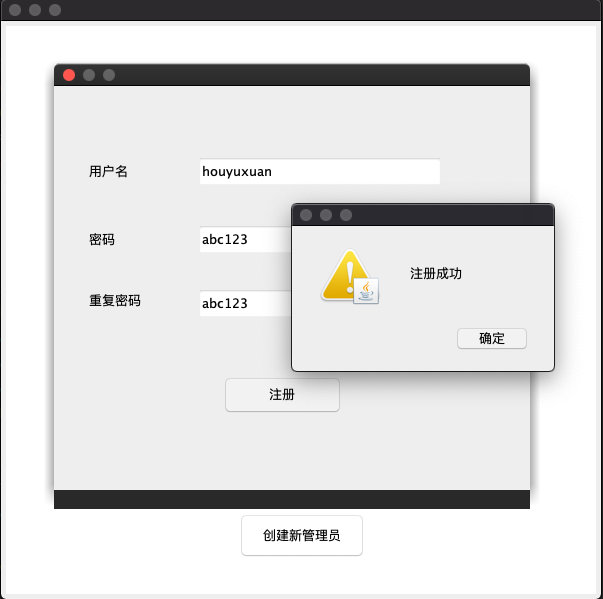 用户名 houyuxuan
密码 abc123
重复密码 abc123
注册成功
确定
注册
创建新管理员